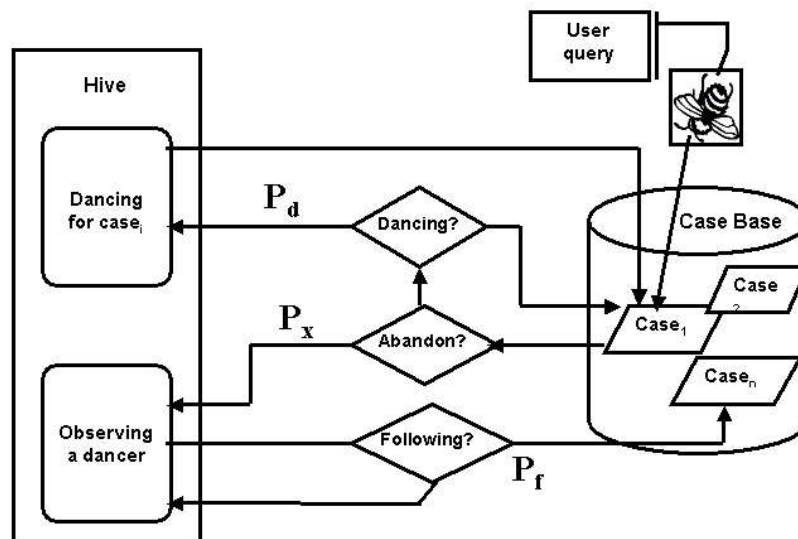 User
query
Hive
Dancing
for case_i
P_d
Dancing?
Case Base
Case
2
Case_1
P_x
Abandon?
Case_n
Observing
a dancer
Following?
P_f